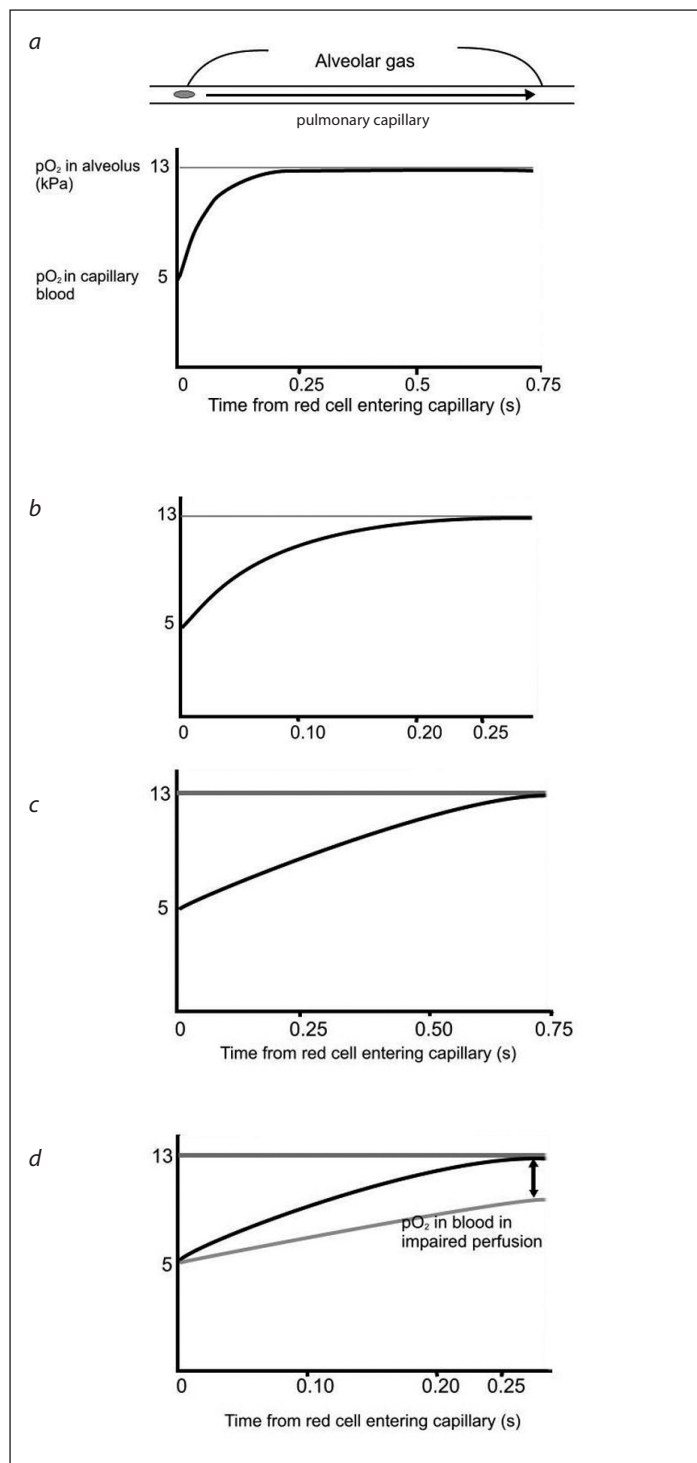 a
Alveolar gas
pulmonary capillary
pO2 in alveolus
(kPa)
13
pO2 in capillary
blood
5
0 0.25 0.5 0.75
Time from red cell entering capillary (s)
b
13
5
0 0.10 0.20 0.25
c
13
5
0 0.25 0.50 0.75
Time from red cell entering capillary (s)
d
13
pO2 in blood in
impaired perfusion
5
0 0.10 0.20 0.25
Time from red cell entering capillary (s)